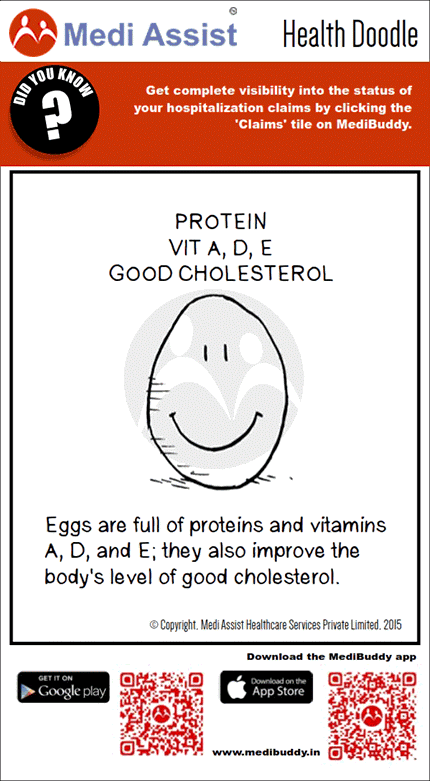 Medi Assist®
Health Doodle
DID YOU KNOW
?
Get complete visibility into the status of
your hospitalization claims by clicking the
'Claims' tile on MediBuddy.
PROTEIN
VIT A, D, E
GOOD CHOLESTEROL
Eggs are full of proteins and vitamins
A, D, and E; they also improve the
body's level of good cholesterol.
© Copyright, Medi Assist Healthcare Services Private Limited, 2015
Download the MediBuddy app
GET IT ON
Google play
Download on the
App Store
www.medibuddy.in